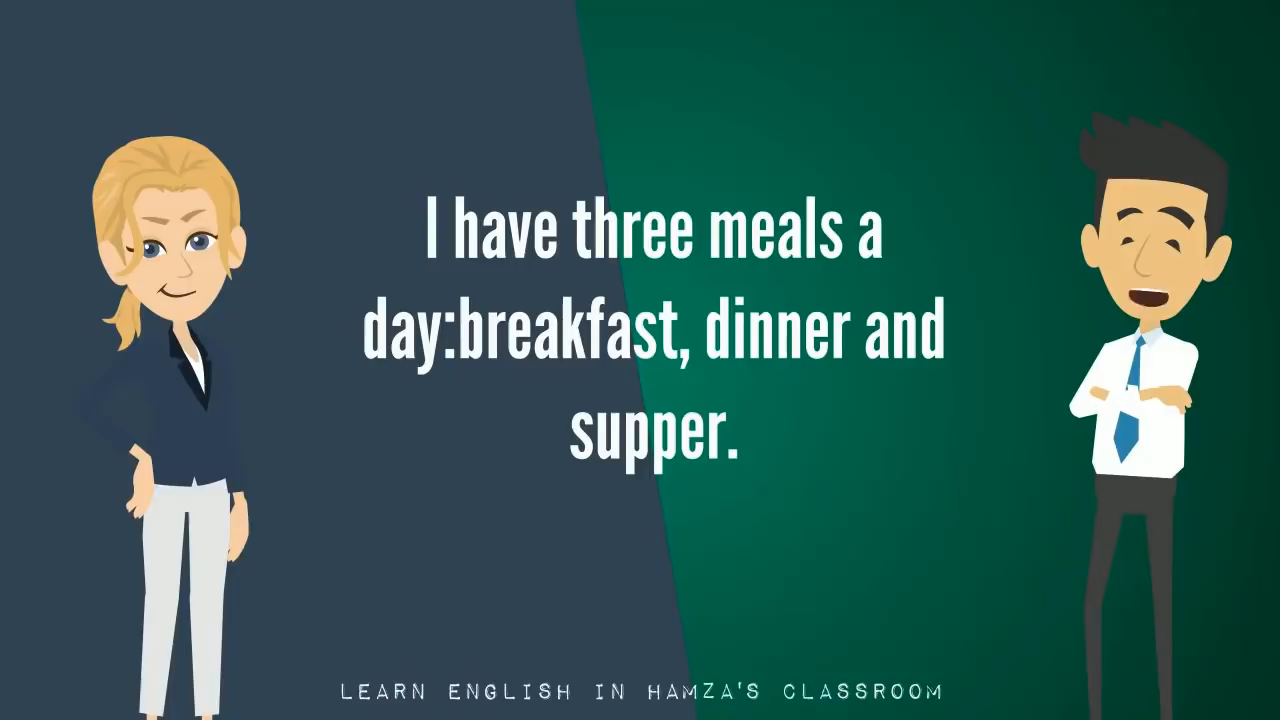 I have three meals a
day:breakfast, dinner and
supper.
LEARN ENGLISH IN HAMZA'S CLASSROOM